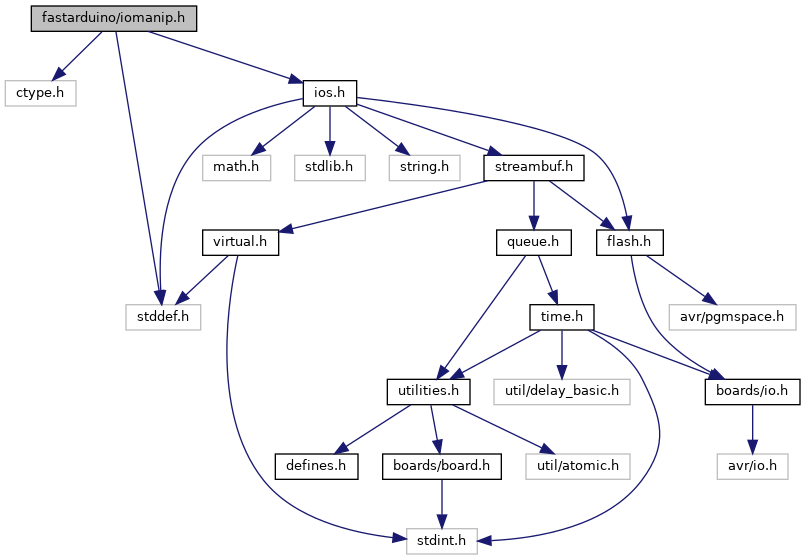 fastarduino/iomanip.h
ctype.h
ios.h
math.h
stdlib.h
string.h
streambuf.h
virtual.h
queue.h
flash.h
stddef.h
time.h
avr/pgmspace.h
utilities.h
util/delay_basic.h
boards/io.h
defines.h
boards/board.h
util/atomic.h
avr/io.h
stdint.h